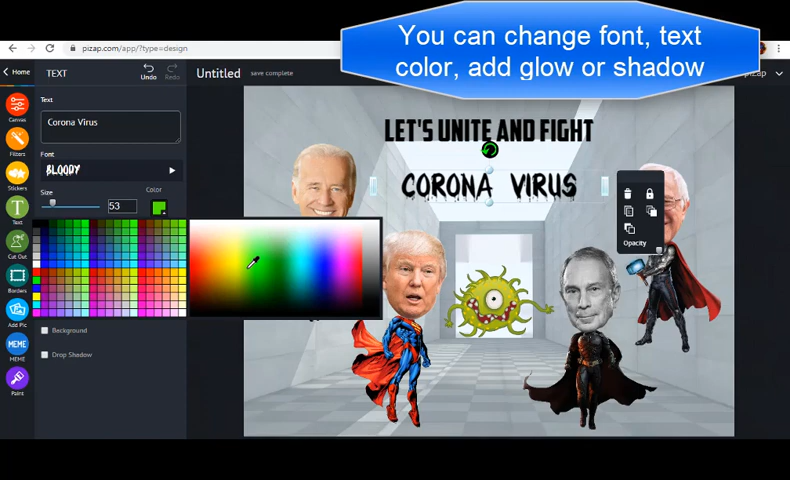 You can change font, text
color, add glow or shadow
pizap.com/app/?type=design
Home
TEXT
Undo
Redo
Untitled
save complete
pizap
Canvas
Filters
Stickers
Text
Cut Out
Borders
Add Pic
MEME
MEME
Paint
Text
Corona Virus
Font
BLOODY
Size
53
Color
Background
Drop Shadow
LET'S UNITE AND FIGHT
CORONA VIRUS
Opacity